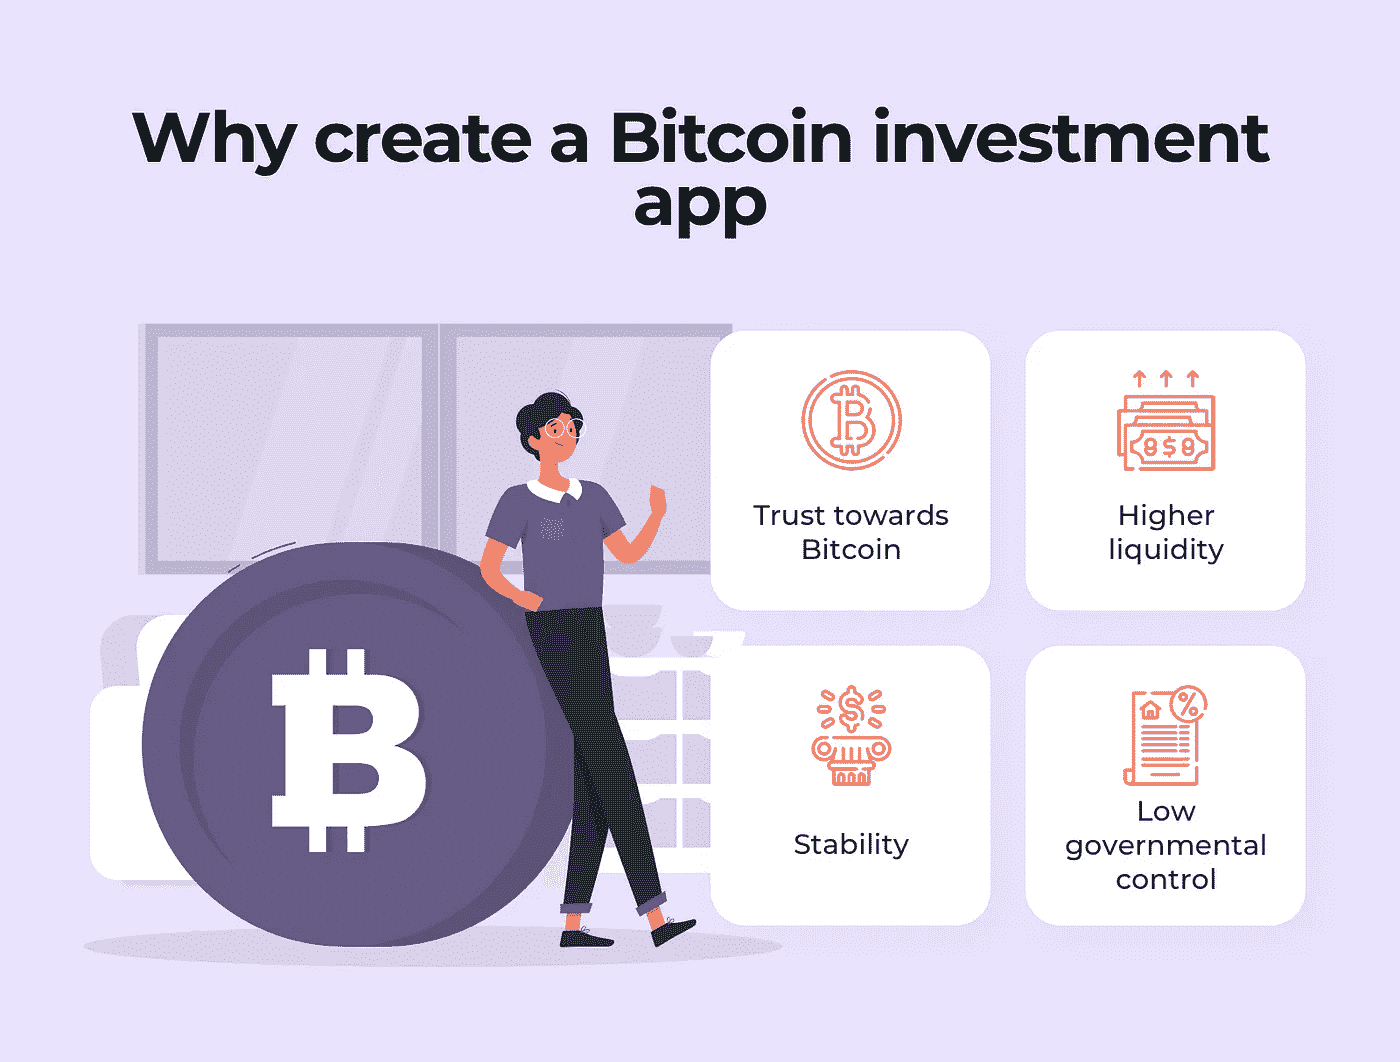 Why create a Bitcoin investment
app
Trust towards
Bitcoin
Higher
liquidity
Stability
Low
governmental
control